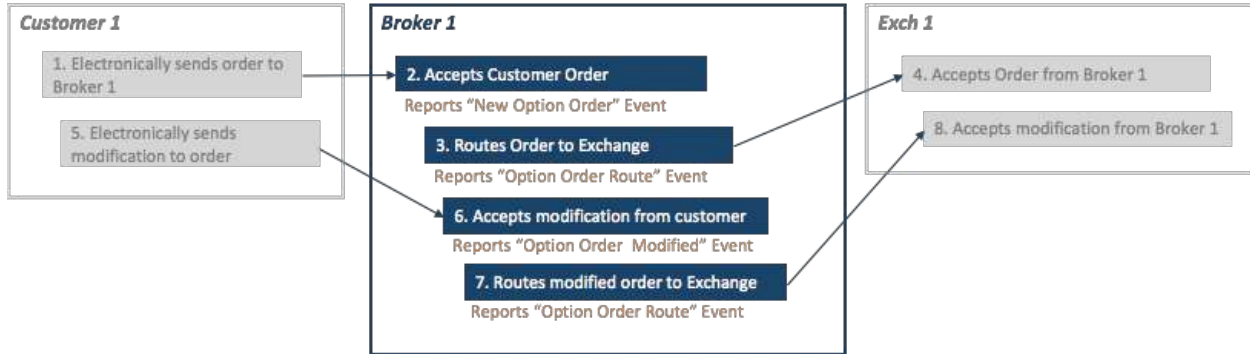 Customer 1
1. Electronically sends order to
Broker 1
5. Electronically sends
modification to order
Broker 1
2. Accepts Customer Order
Reports “New Option Order” Event
3. Routes Order to Exchange
Reports “Option Order Route” Event
6. Accepts modification from customer
Reports “Option Order Modified” Event
7. Routes modified order to Exchange
Reports “Option Order Route” Event
Exch 1
4. Accepts Order from Broker 1
8. Accepts modification from Broker 1